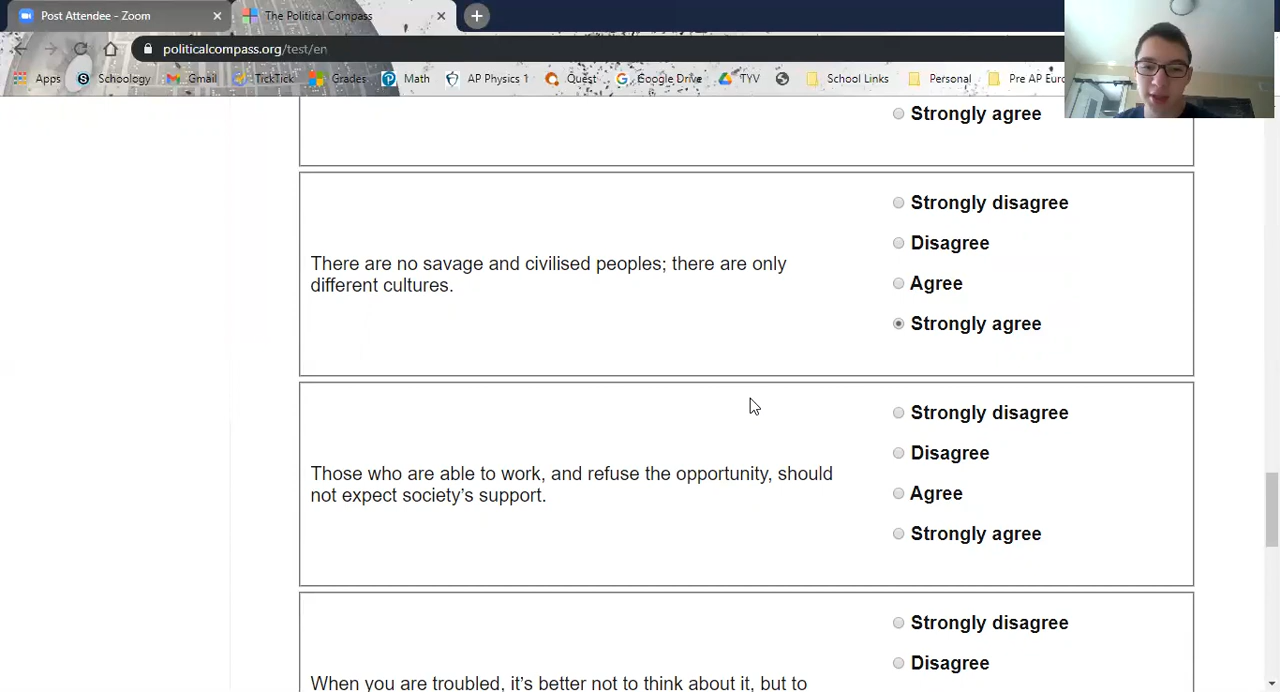 Post Attendee - Zoom
The Political Compass
politicalcompass.org/test/en
Apps
Schoology
Gmail
TickTick
Grades
Math
AP Physics 1
Quest
Google Drive
TYV
School Links
Personal
Pre AP Euro
Strongly agree
There are no savage and civilised peoples; there are only
different cultures.
Strongly disagree
Disagree
Agree
Strongly agree
Those who are able to work, and refuse the opportunity, should
not expect society's support.
Strongly disagree
Disagree
Agree
Strongly agree
When you are troubled, it's better not to think about it, but to
Strongly disagree
Disagree